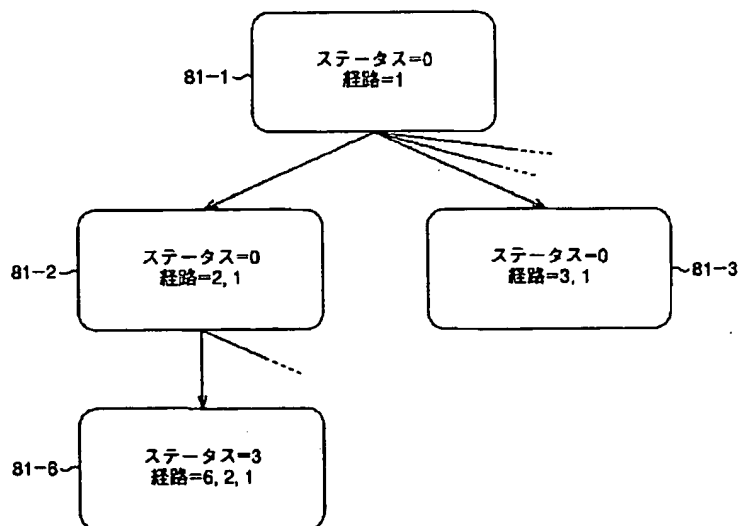 81-1
ステータス=0
経路=1
81-2
ステータス=0
経路=2, 1
ステータス=0
経路=3, 1
81-3
81-6
ステータス=3
経路=6, 2, 1